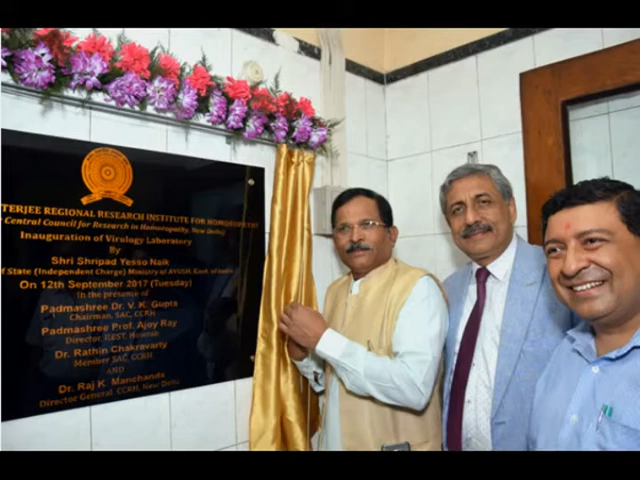 TERJEE REGIONAL RESEARCH INSTITUTE FOR HOMOEOPATHY
Central Council for Research in Homoeopathy, New Delhi)
Inauguration of Virology Laboratory
By
Shri Shripad Yesso Naik
of State (Independent Charge) Ministry of AYUSH, Govt. of India
On 12th September 2017 (Tuesday)
In the presence of
Padmashree Dr. V. K. Gupta
Chairman, SAC, CCRH
Padmashree Prof. Ajoy Ray
Director, IIEST, Howrah
Dr. Rathin Chakravarty
Member SAC, CCRH
AND
Dr. Raj K. Manchanda
Director General, CCRH, New Delhi